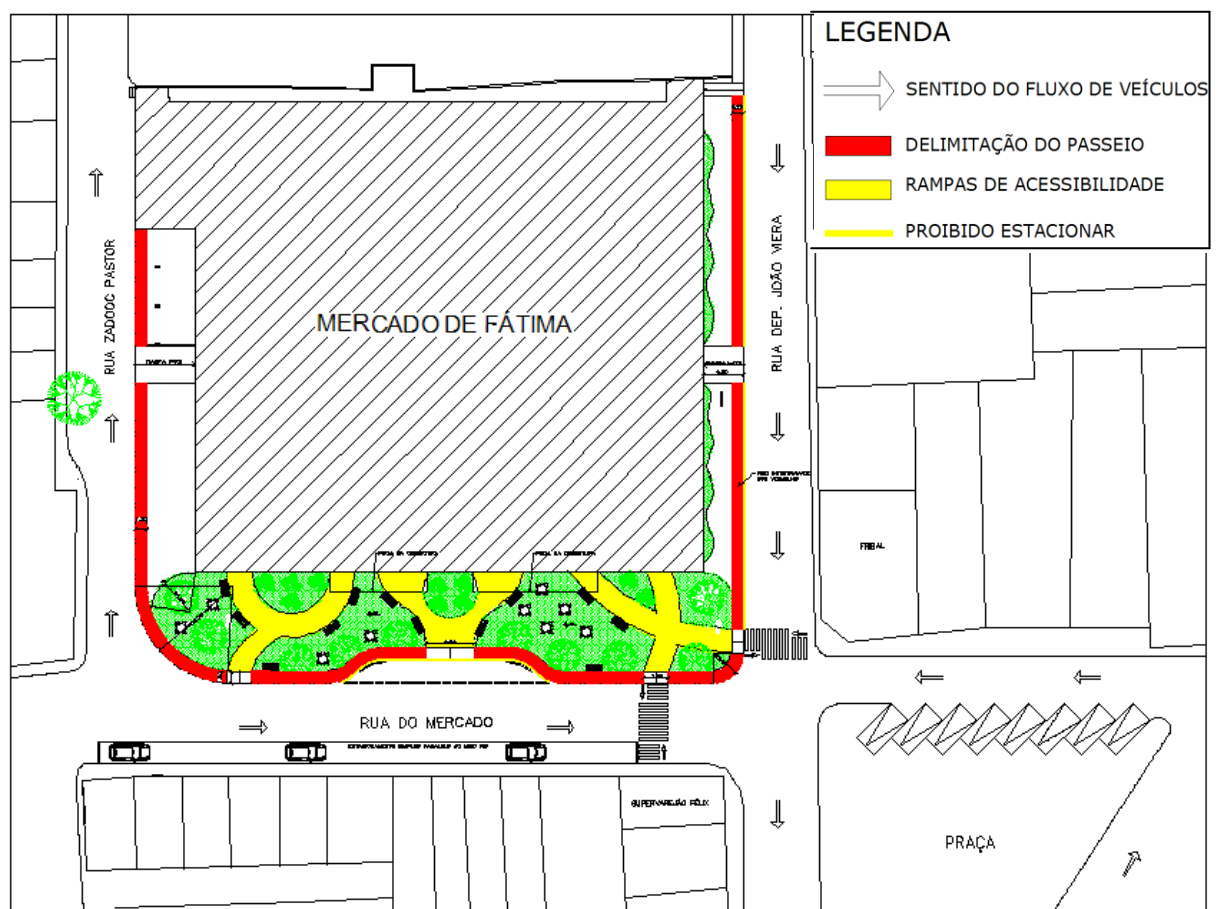 LEGENDA
SENTIDO DO FLUXO DE VEÍCULOS
DELIMITAÇÃO DO PASSEIO
RAMPAS DE ACESSIBILIDADE
PROIBIDO ESTACIONAR
RUA ZADOOC PASTOR
MERCADO DE FÁTIMA
RUA DEP. JOÃO VIERA
FRIBAL
RUA DO MERCADO
SUPERVAREJÃO FÉLIX
PRAÇA